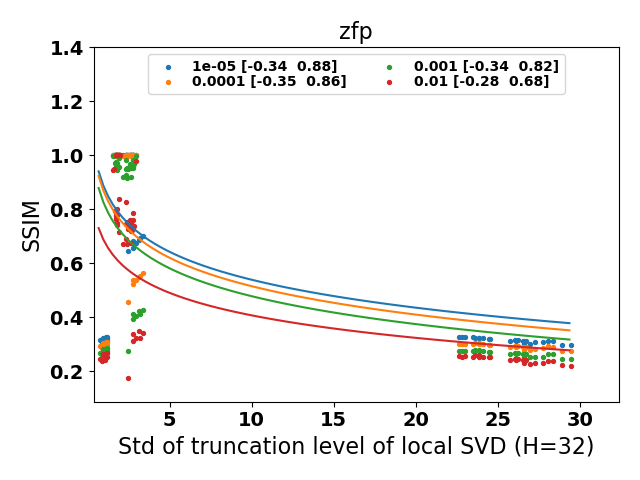 zfp
1e-05 [-0.34  0.88]
0.0001 [-0.35  0.86]
0.001 [-0.34  0.82]
0.01 [-0.28  0.68]
SSIM
1.4
1.2
1.0
0.8
0.6
0.4
0.2
5 10 15 20 25 30
Std of truncation level of local SVD (H=32)